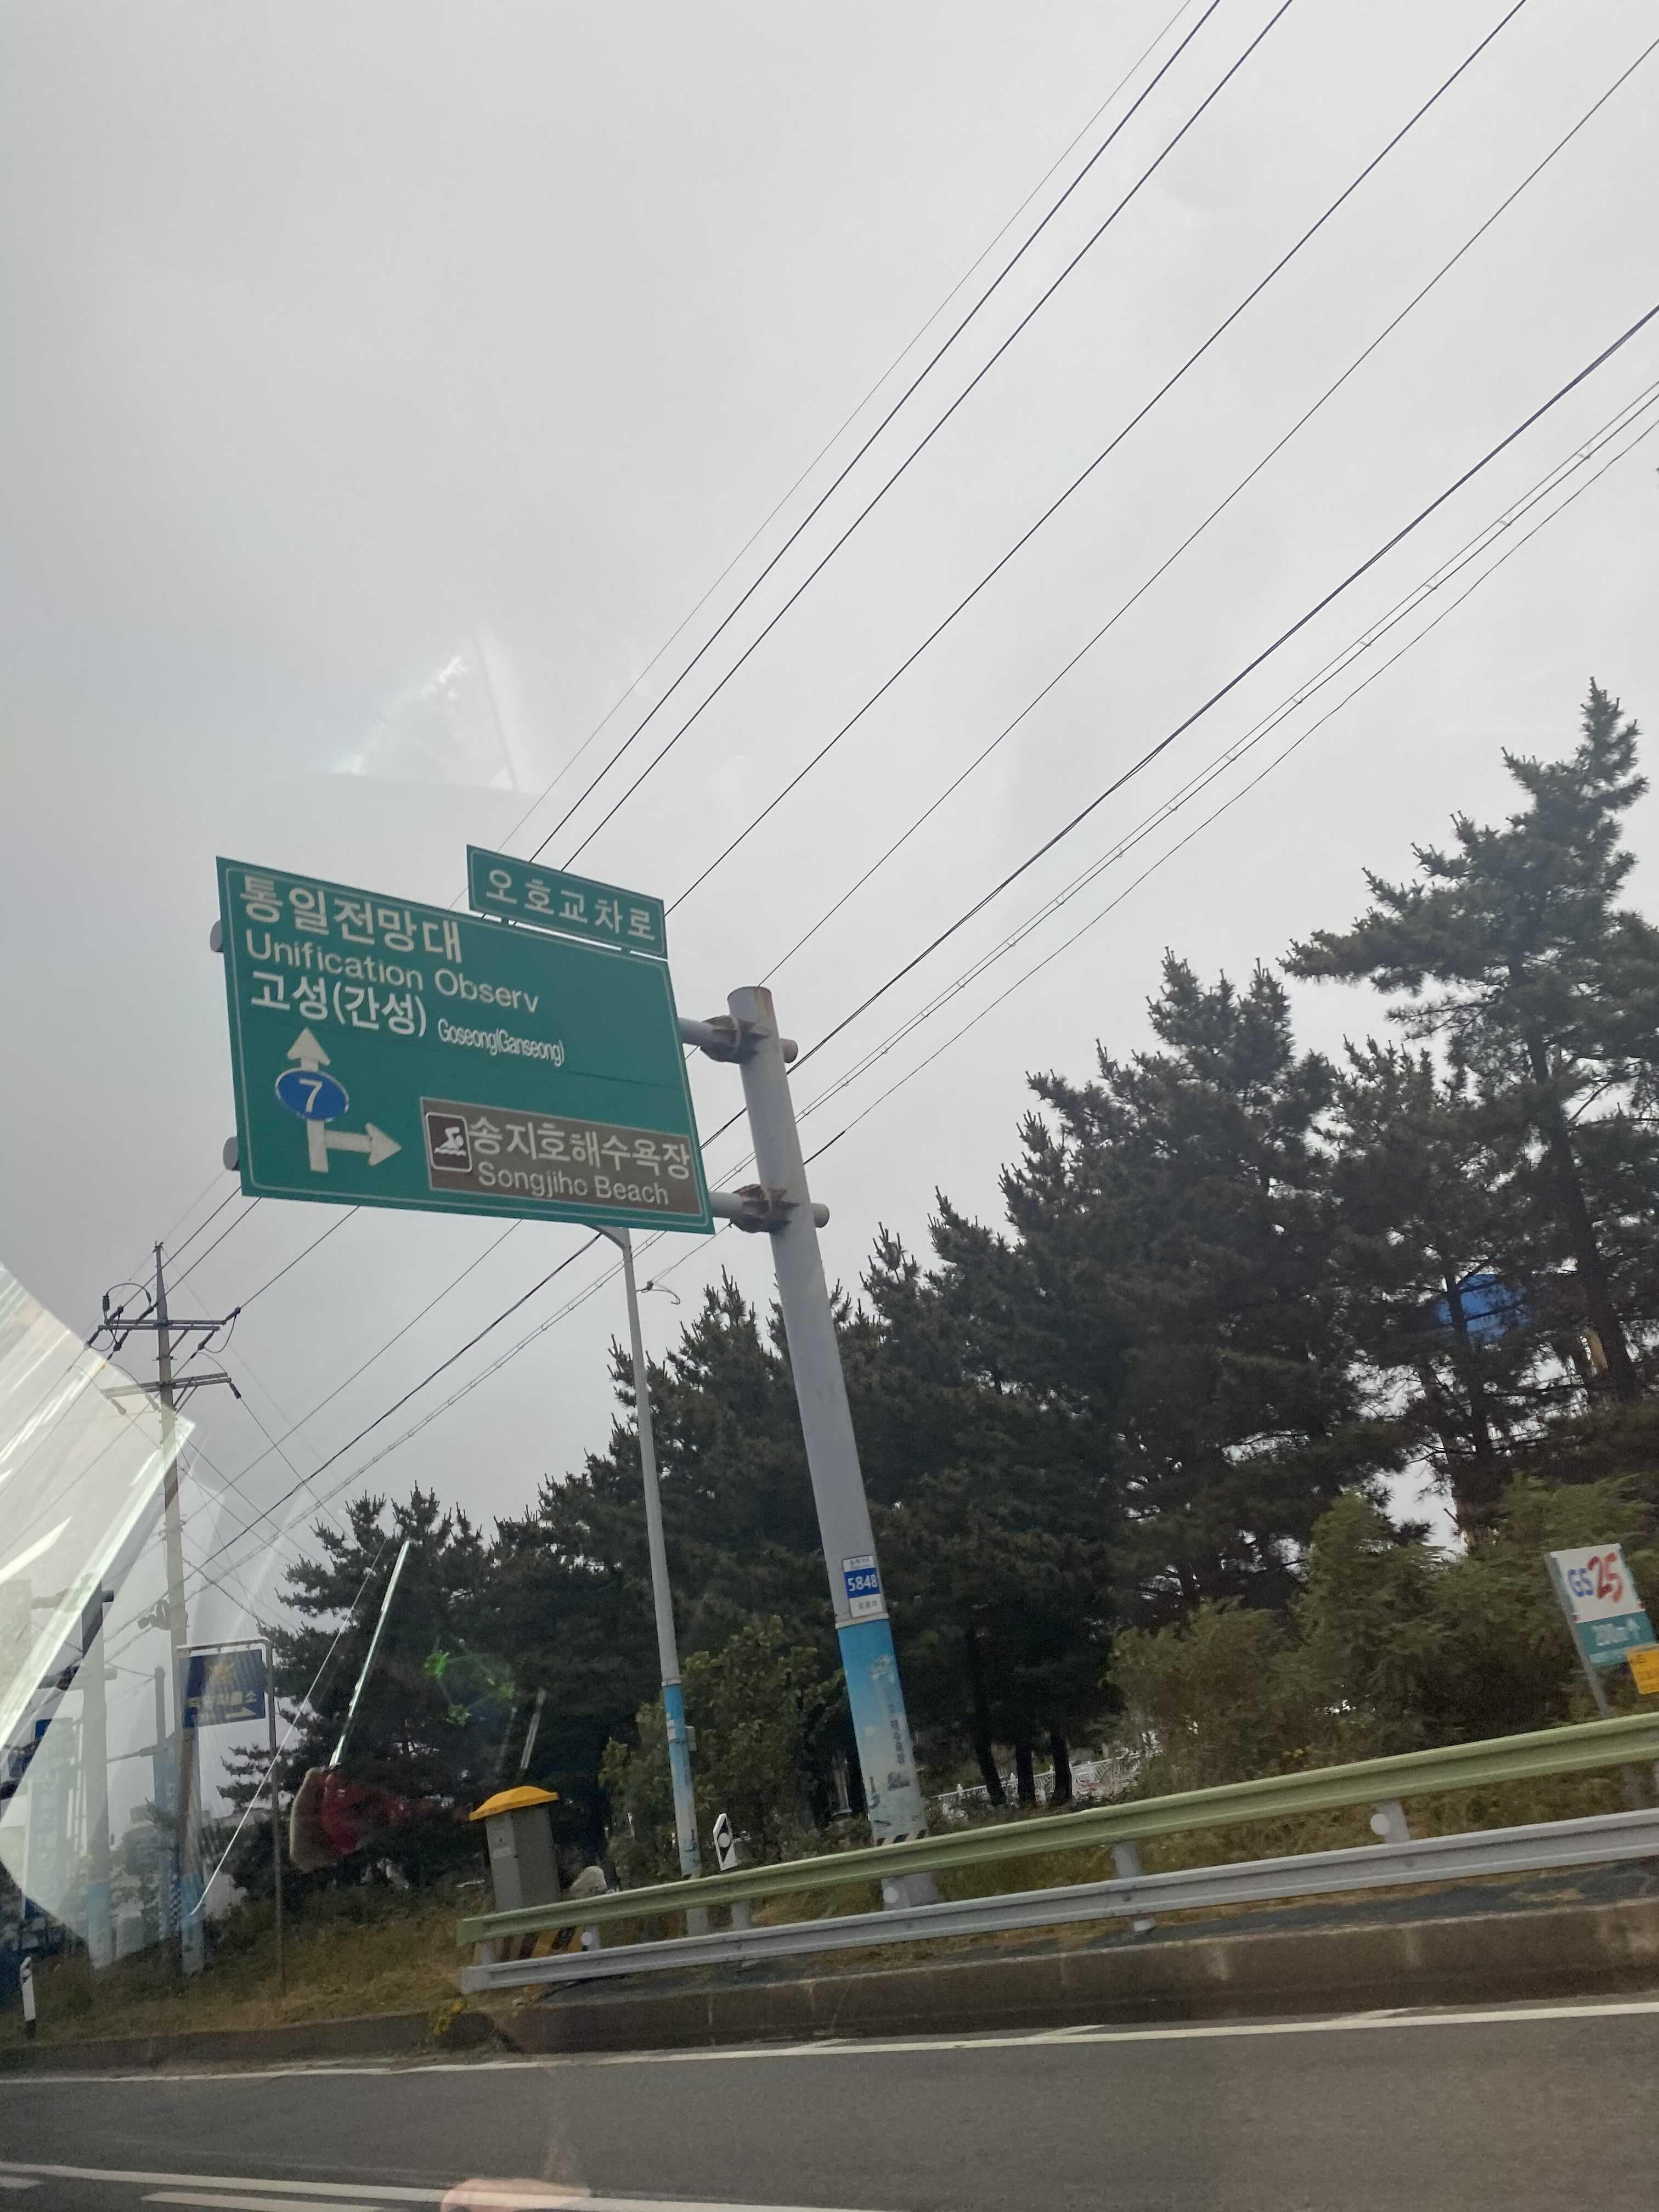 오호교차로
통일전망대
Unification Observ
고성(간성) Goseong(Ganseong)
7
송지호해수욕장
Songjiho Beach
5848
GS25
200m